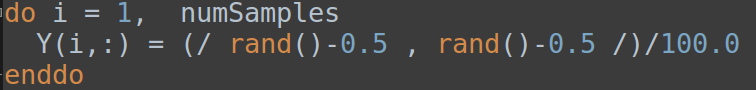 do i = 1,  numSamples
  Y(i,:) = (/ rand()-0.5 , rand()-0.5 /)/100.0
enddo